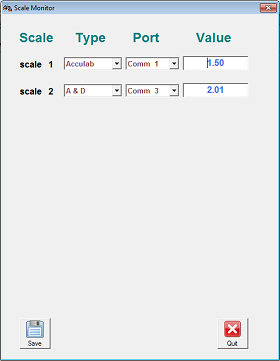 Scale Monitor
Scale Type Port Value
scale 1 Acculab Comm 1 1.50
scale 2 A & D Comm 3 2.01
Save Quit